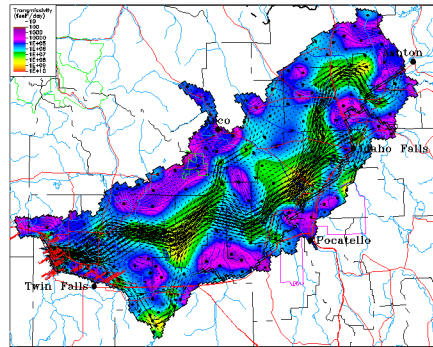 Transmissivity
(feet²/day)
10
100
1000
10000
1E+05
1E+06
1E+07
1E+08
1E+09
1E+10
Idaho Falls
Pocatello
Twin Falls